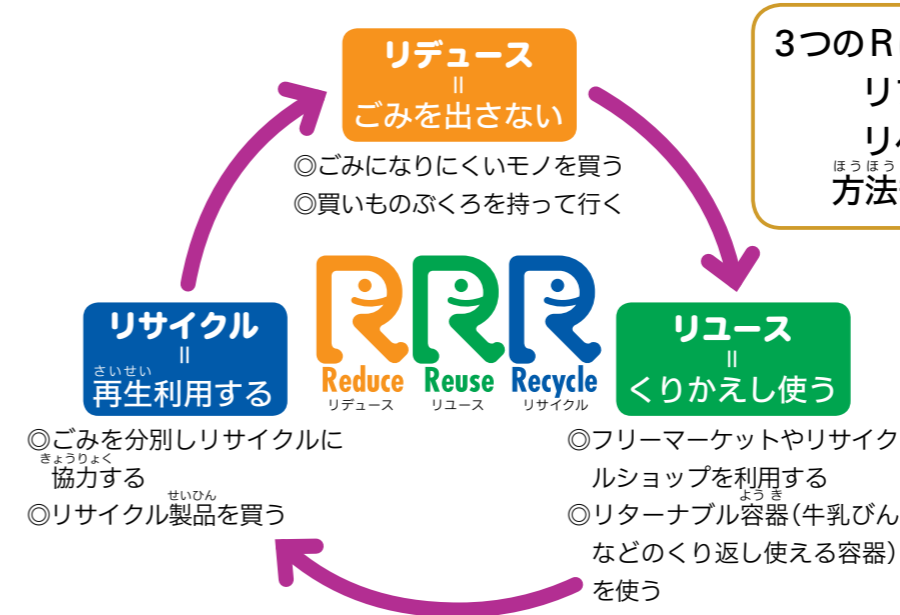 リデュース
=
ごみを出さない
◎ごみになりにくいモノを買う
◎買いものぶくろを持って行く
3つのR
リ
リ
ほうほう
方法
リサイクル
=
さいせい
再生利用する
◎ごみを分別しリサイクルに
きょうりょく
協力する
せいひん
◎リサイクル製品を買う
RRR
Reduce Reuse Recycle
リデュース リユース リサイクル
リユース
=
くりかえし使う
◎フリーマーケットやリサイク
ルショップを利用する
ようき
◎リターナブル容器(牛乳びん
などのくり返し使える容器)
を使う